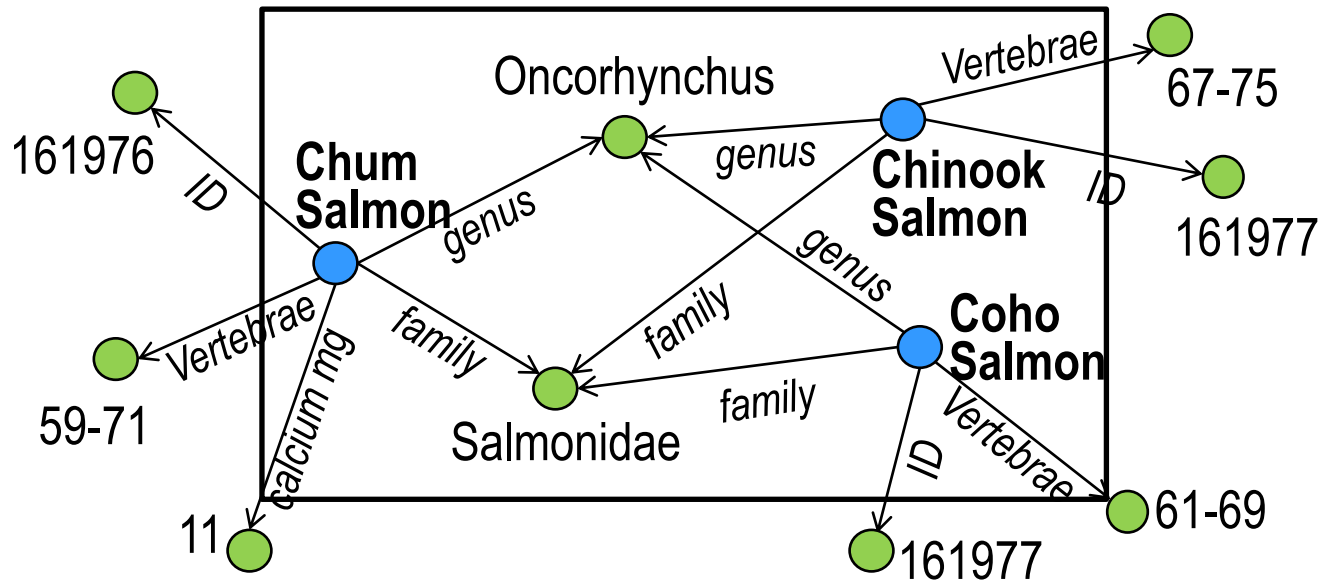 Vertebrae
67-75
Oncorhynchus
161976
ID
Chum
Salmon
genus
genus
Chinook
Salmon
ID
161977
genus
Vertebrae
59-71
family
family
Coho
Salmon
calcium mg
family
Salmonidae
ID
Vertebrae
61-69
11
161977